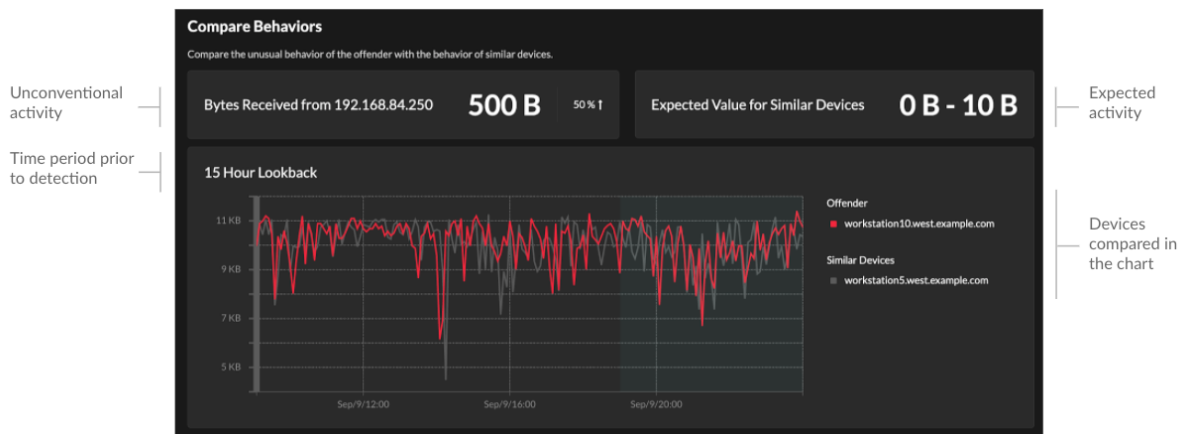 Compare Behaviors
Compare the unusual behavior of the offender with the behavior of similar devices.
Unconventional
activity
Bytes Received from 192.168.84.250
500 B
50 % ↑
Expected Value for Similar Devices
0 B - 10 B
Expected
activity
Time period prior
to detection
15 Hour Lookback
11 KB
9 KB
7 KB
5 KB
Sep/9/12:00
Sep/9/16:00
Sep/9/20:00
Offender
workstation10.west.example.com
Similar Devices
workstation5.west.example.com
Devices
compared in
the chart